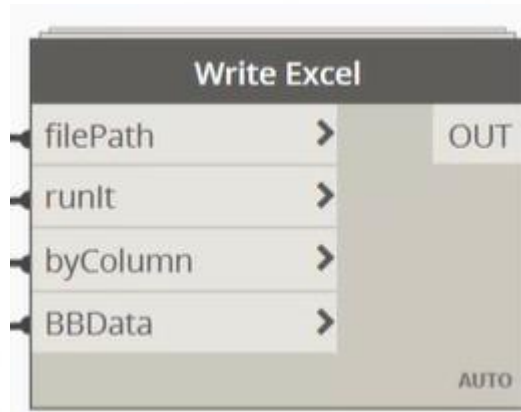 Write Excel
filePath
OUT
runIt
byColumn
BBData
AUTO